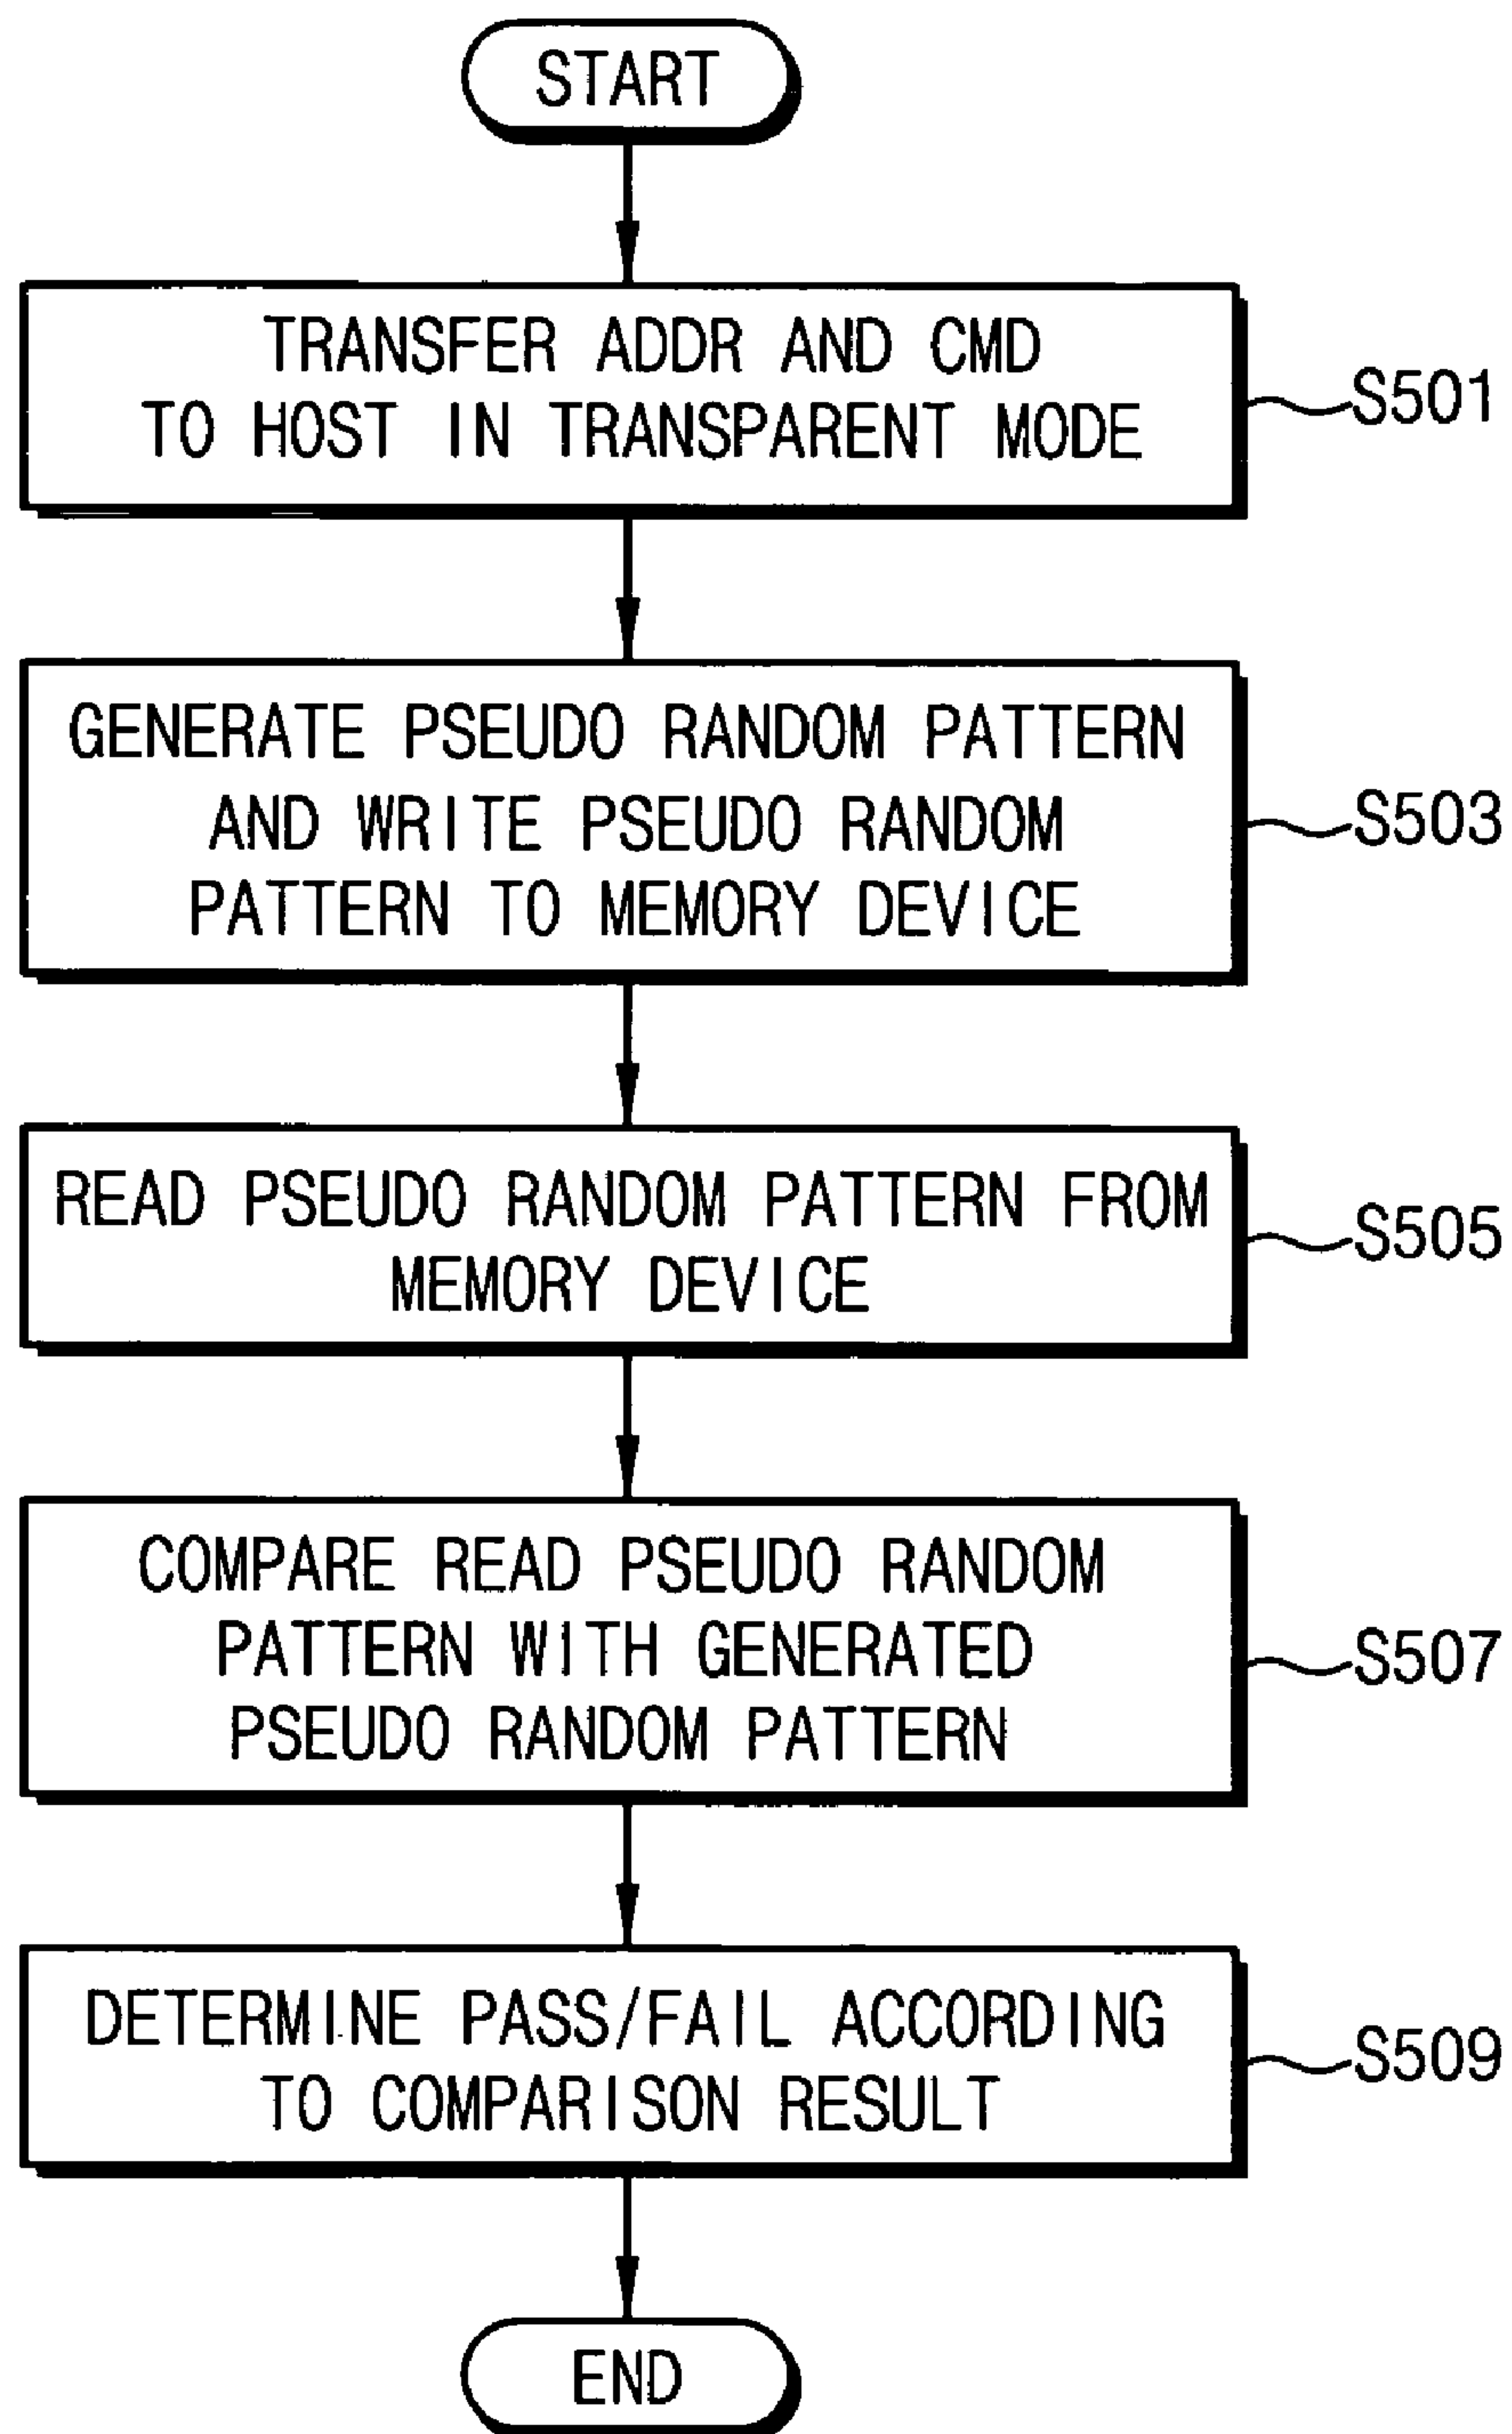 START
TRANSFER ADDR AND CMD
TO HOST IN TRANSPARENT MODE
S501
GENERATE PSEUDO RANDOM PATTERN
AND WRITE PSEUDO RANDOM
PATTERN TO MEMORY DEVICE
S503
READ PSEUDO RANDOM PATTERN FROM
MEMORY DEVICE
S505
COMPARE READ PSEUDO RANDOM
PATTERN WITH GENERATED
PSEUDO RANDOM PATTERN
S507
DETERMINE PASS/FAIL ACCORDING
TO COMPARISON RESULT
S509
END